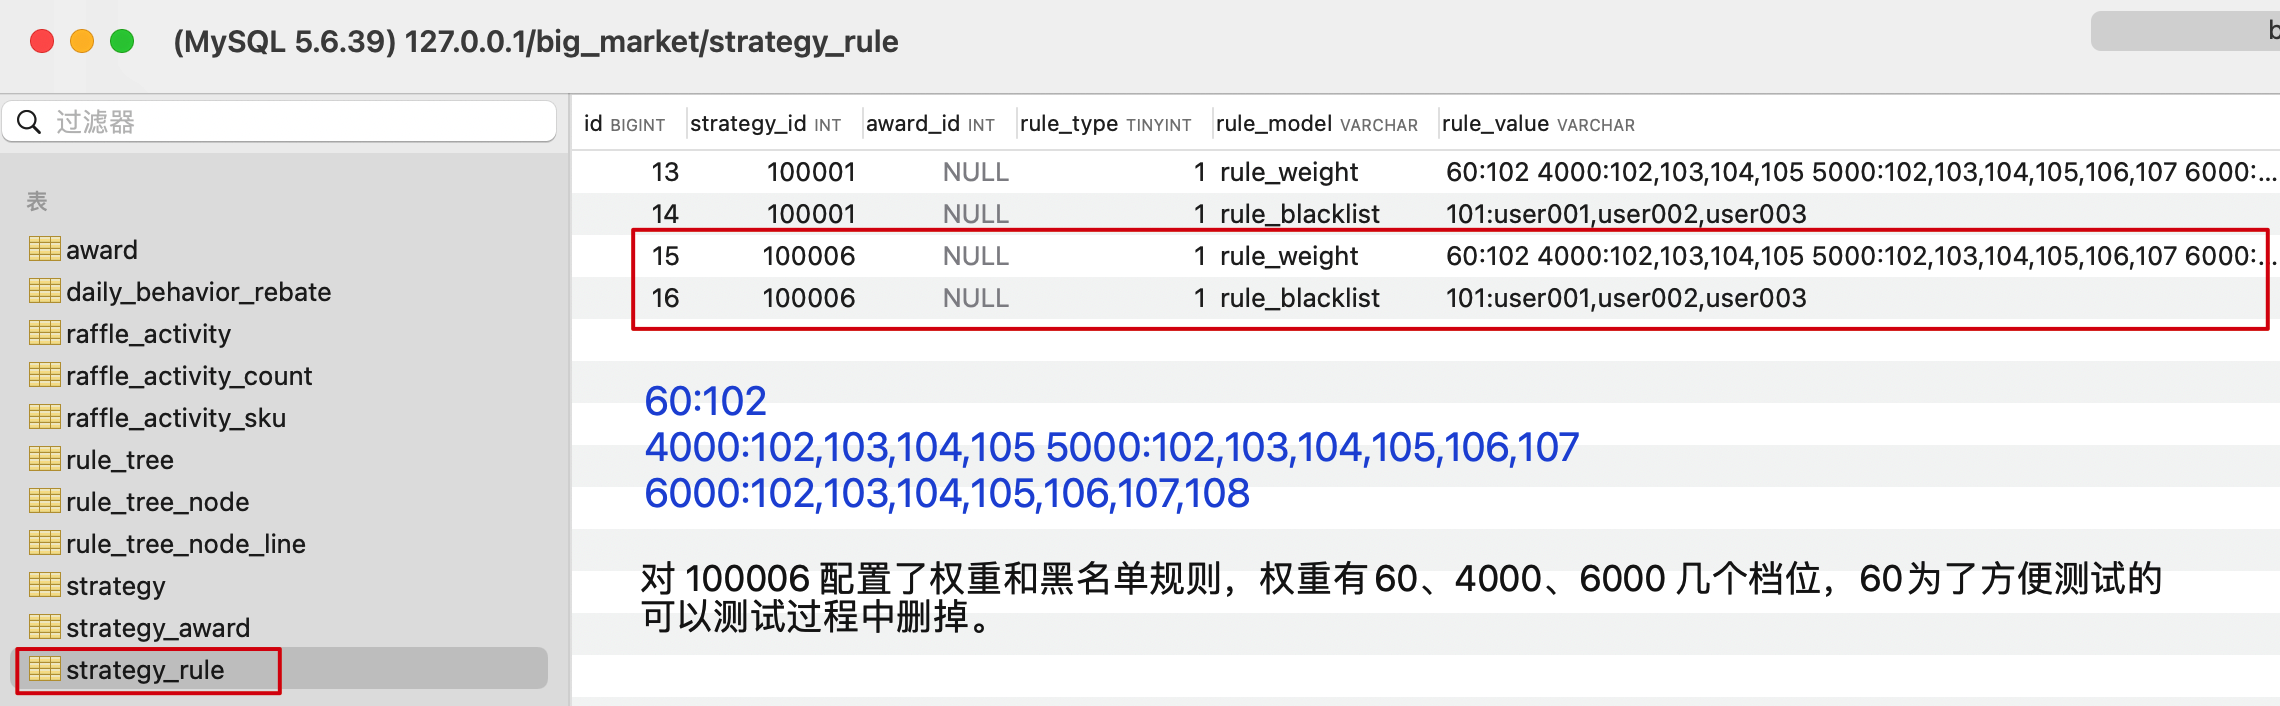 (MySQL 5.6.39) 127.0.0.1/big_market/strategy_rule
b
过滤器
表
award
daily_behavior_rebate
raffle_activity
raffle_activity_count
raffle_activity_sku
rule_tree
rule_tree_node
rule_tree_node_line
strategy
strategy_award
strategy_rule
id BIGINT strategy_id INT award_id INT rule_type TINYINT rule_model VARCHAR rule_value VARCHAR
13 100001 NULL 1 rule_weight 60:102 4000:102,103,104,105 5000:102,103,104,105,106,107 6000:...
14 100001 NULL 1 rule_blacklist 101:user001,user002,user003
15 100006 NULL 1 rule_weight 60:102 4000:102,103,104,105 5000:102,103,104,105,106,107 6000:...
16 100006 NULL 1 rule_blacklist 101:user001,user002,user003
60:102
4000:102,103,104,105 5000:102,103,104,105,106,107
6000:102,103,104,105,106,107,108
对 100006 配置了权重和黑名单规则，权重有 60、4000、6000 几个档位，60为了方便测试的
可以测试过程中删掉。